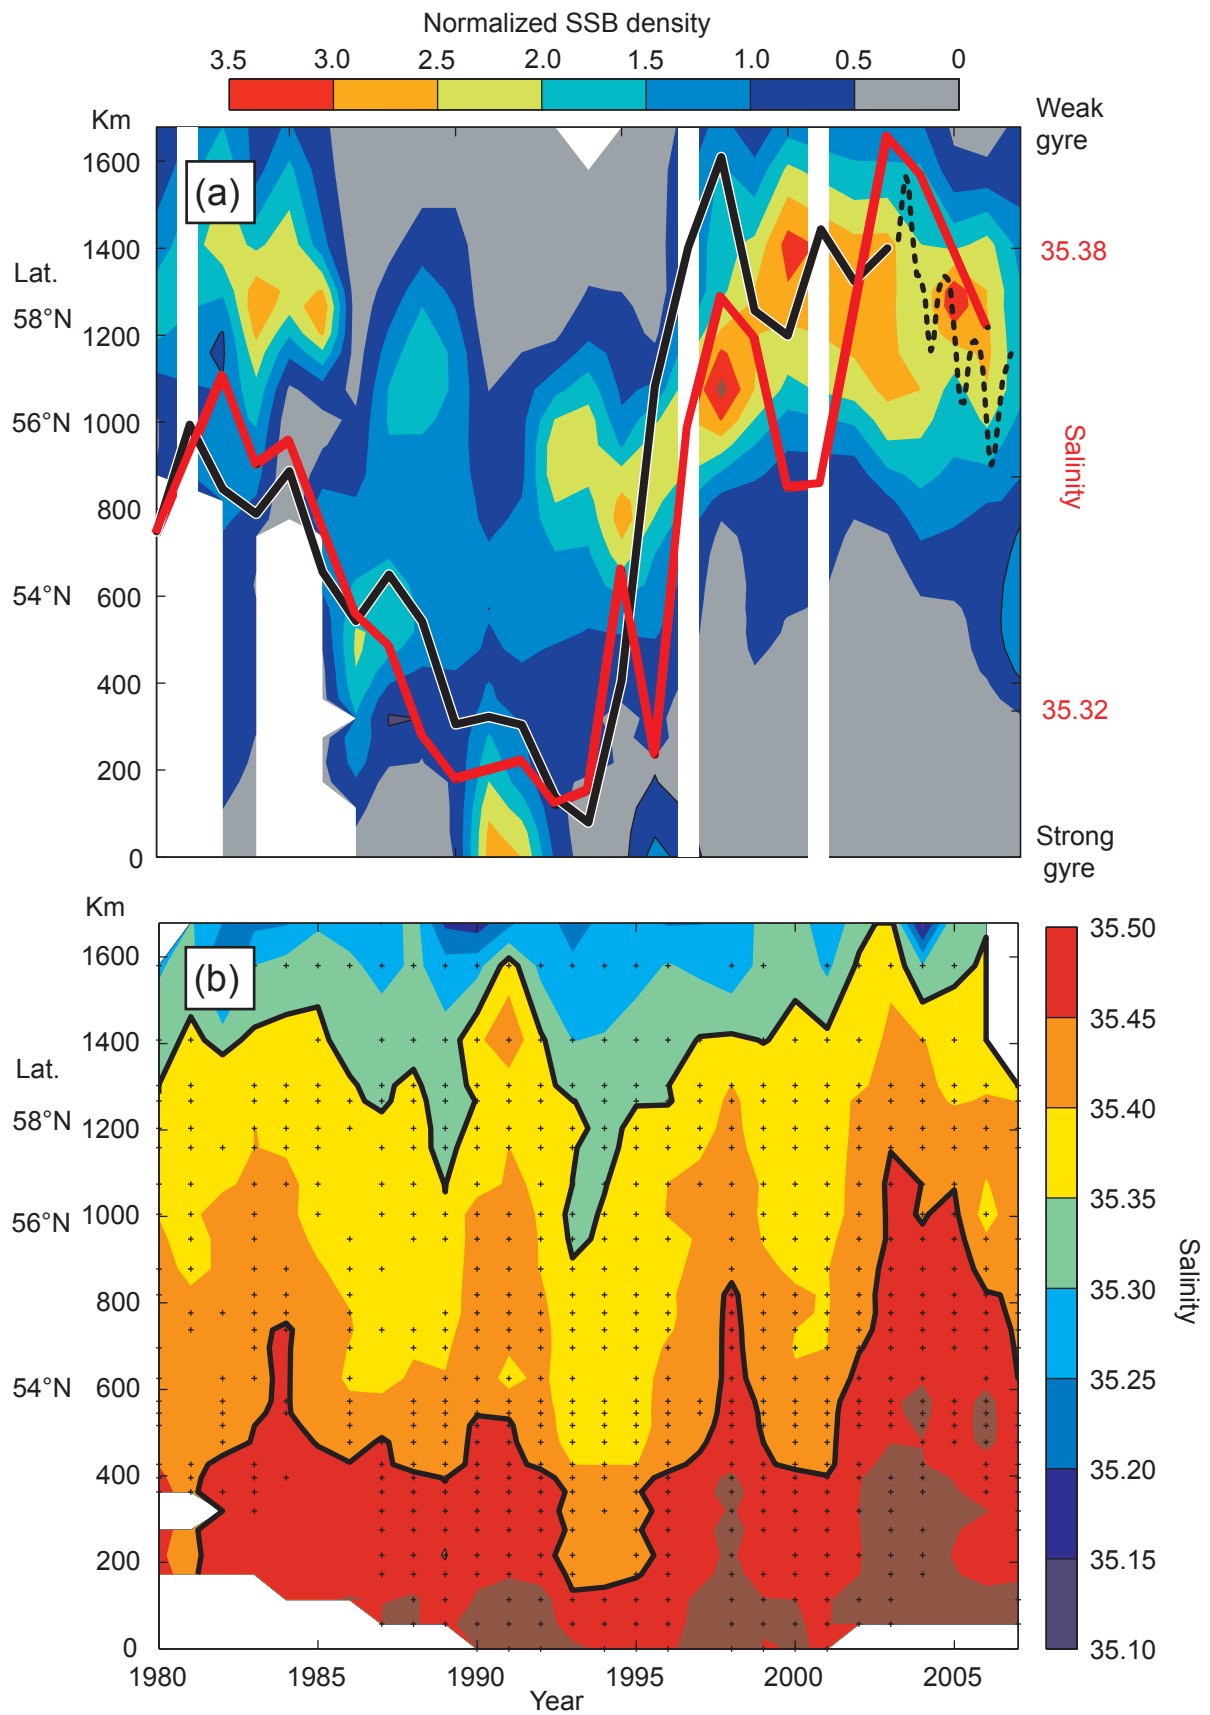 Normalized SSB density
3.5 3.0 2.5 2.0 1.5 1.0 0.5 0
Km
Weak
gyre
1600
(a)
1400
35.38
Lat.
58°N
1200
56°N
1000
Salinity
800
54°N
600
400
35.32
200
0
Strong
gyre
Km
35.50
1600
(b)
35.45
1400
Lat.
35.40
58°N
1200
35.35
56°N
1000
Salinity
35.30
800
54°N
600
35.25
400
35.20
200
35.15
0
35.10
1980 1985 1990 1995 2000 2005
Year